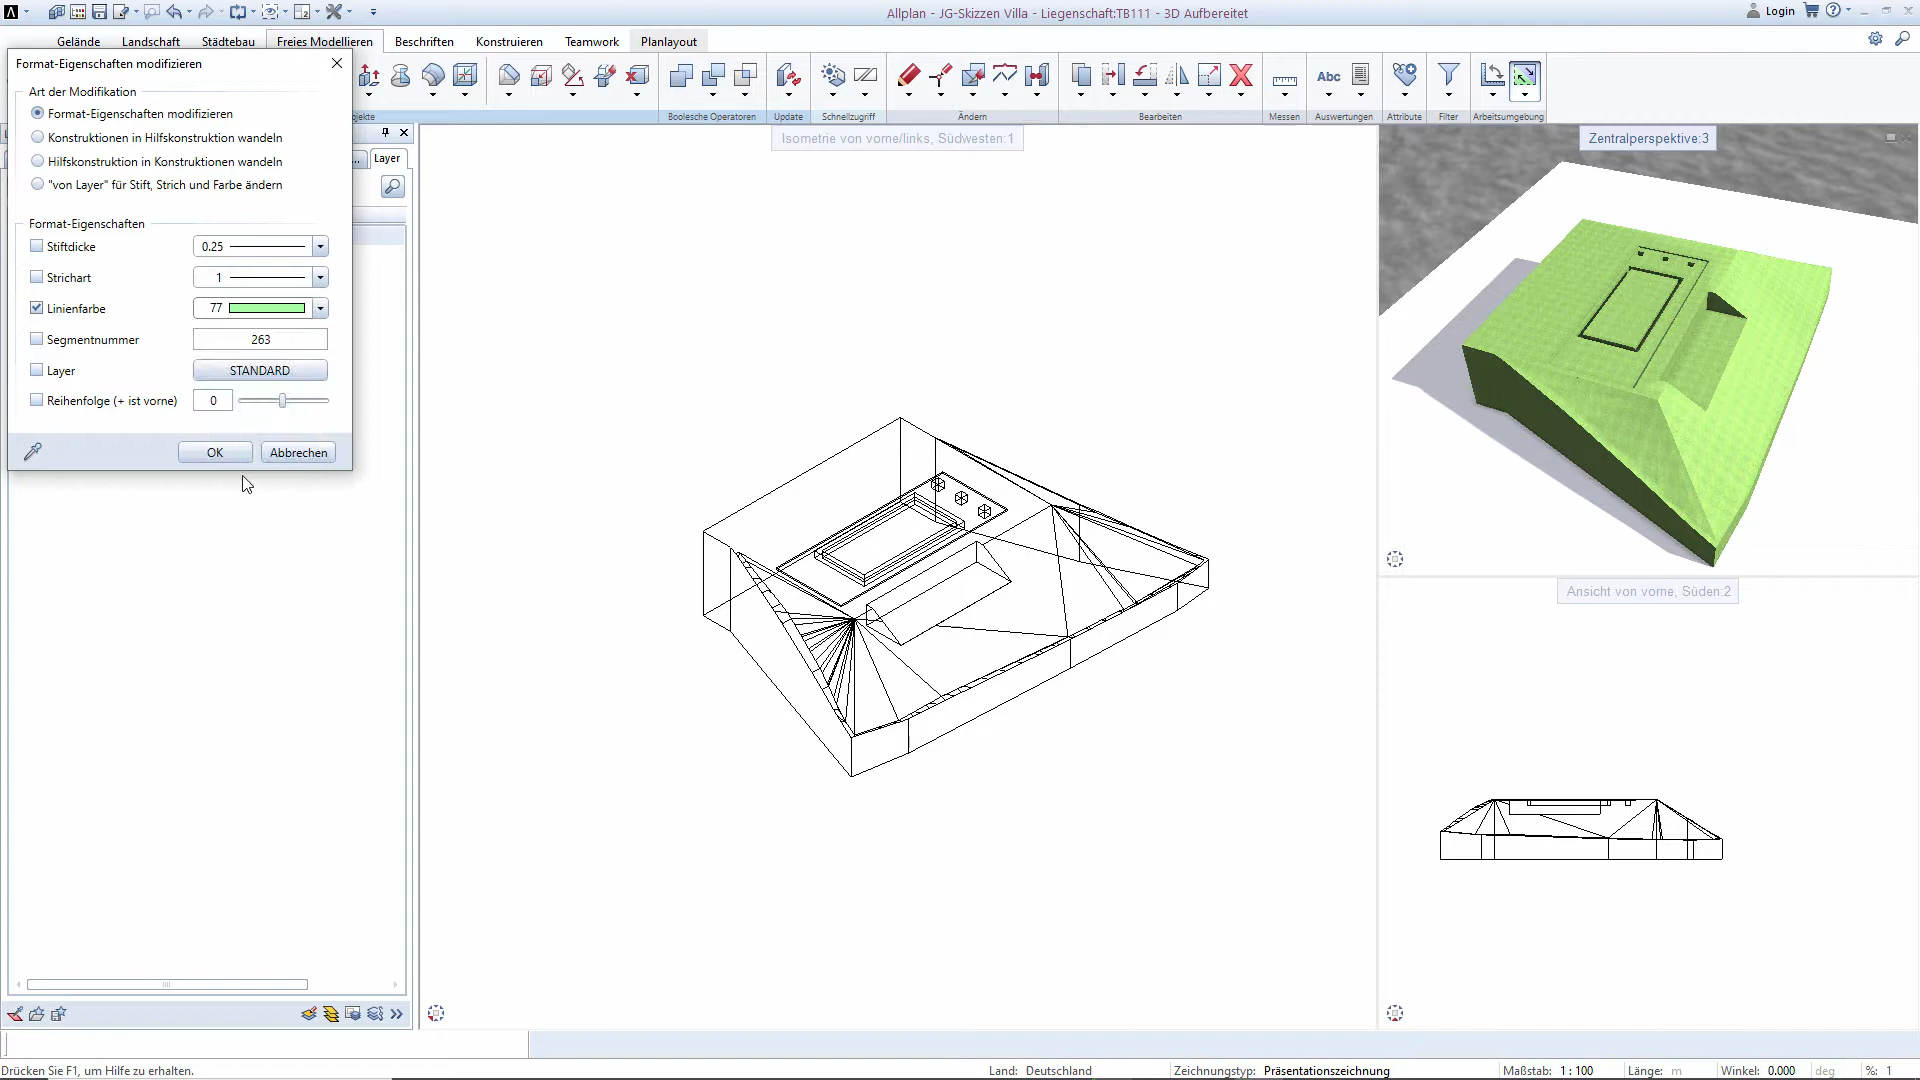 Allplan - JG-Skizzen Villa - Liegenschaft:TB111 - 3D Aufbereitet
Login
Gelände
Landschaft
Städtebau
Freies Modellieren
Beschriften
Konstruieren
Teamwork
Planlayout
Boolesche Operatoren
Update
Schnellzugriff
Ändern
Bearbeiten
Messen
Auswertungen
Attribute
Filter
Arbeitsumgebung
Abc
Format-Eigenschaften modifizieren
Art der Modifikation
Format-Eigenschaften modifizieren
Konstruktionen in Hilfskonstruktion wandeln
Hilfskonstruktion in Konstruktionen wandeln
"von Layer" für Stift, Strich und Farbe ändern
Format-Eigenschaften
Stiftdicke 0.25
Strichart 1
Linienfarbe 77
Segmentnummer 263
Layer STANDARD
Reihenfolge (+ ist vorne) 0
OK Abbrechen
Layer
Isometrie von vorne/links, Südwesten:1
Zentralperspektive:3
Ansicht von vorne, Süden:2
Drücken Sie F1, um Hilfe zu erhalten.
Land: Deutschland
Zeichnungstyp: Präsentationszeichnung
Maßstab: 1 : 100
Länge: m
Winkel: 0.000 deg
%: 1